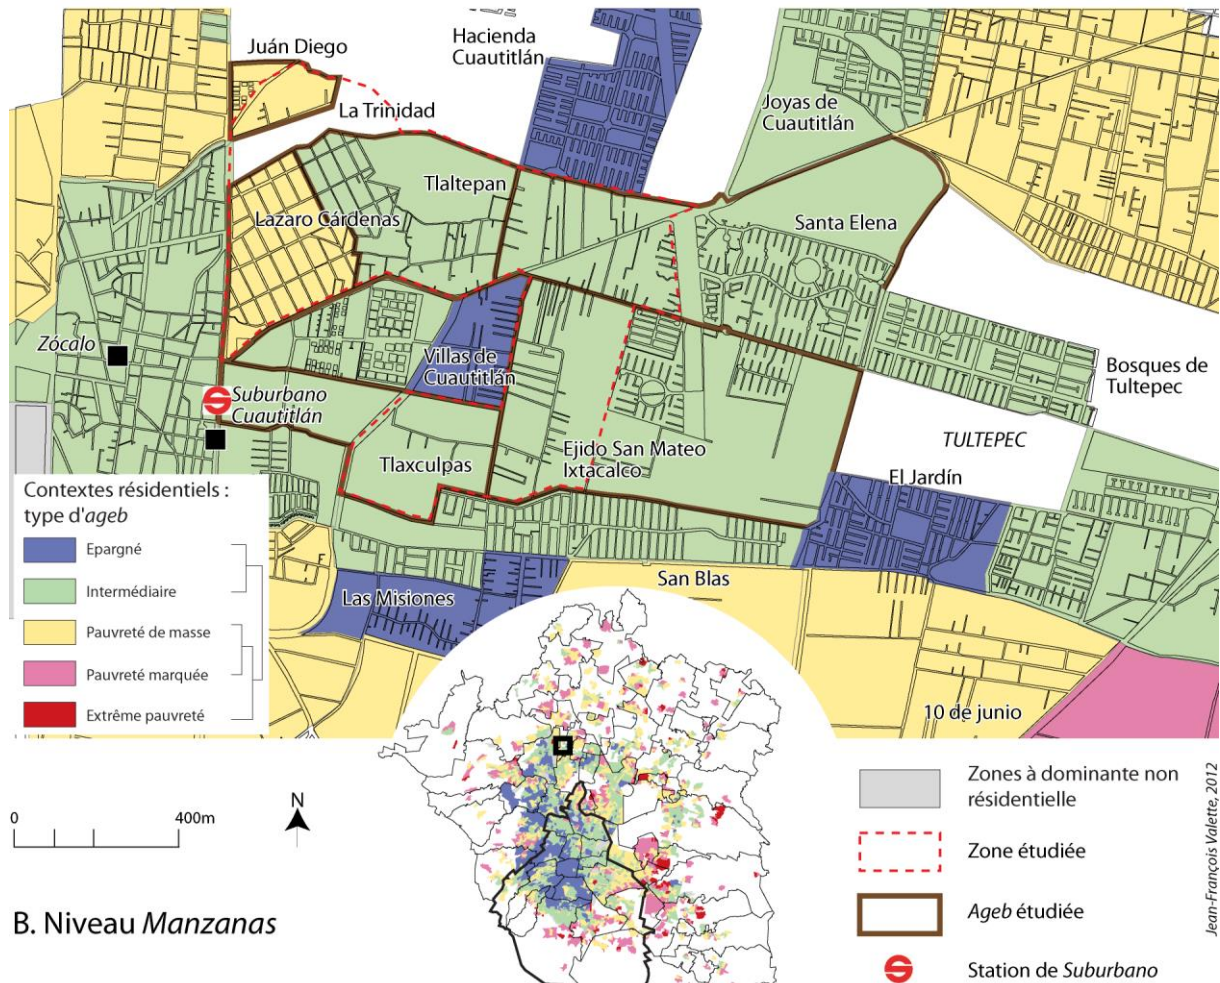 Juán Diego
Hacienda
Cuautitlán
La Trinidad
Joyas de
Cuautitlán
Tlaltepan
Lazaro Cárdenas
Santa Elena
Zócalo
Villas de
Cuautitlán
Bosques de
Tultepec
Suburbano
Cuautitlán
TULTEPEC
Tlaxculpas
Ejido San Mateo
Ixtacalco
El Jardín
Contextes résidentiels :
type d'ageb
Epargné
Intermédiaire
Pauvreté de masse
Pauvreté marquée
Extrême pauvreté
San Blas
Las Misiones
10 de junio
0 400m
N
B. Niveau Manzanas
Zones à dominante non
résidentielle
Zone étudiée
Ageb étudiée
Station de Suburbano
Jean-François Valette, 2012